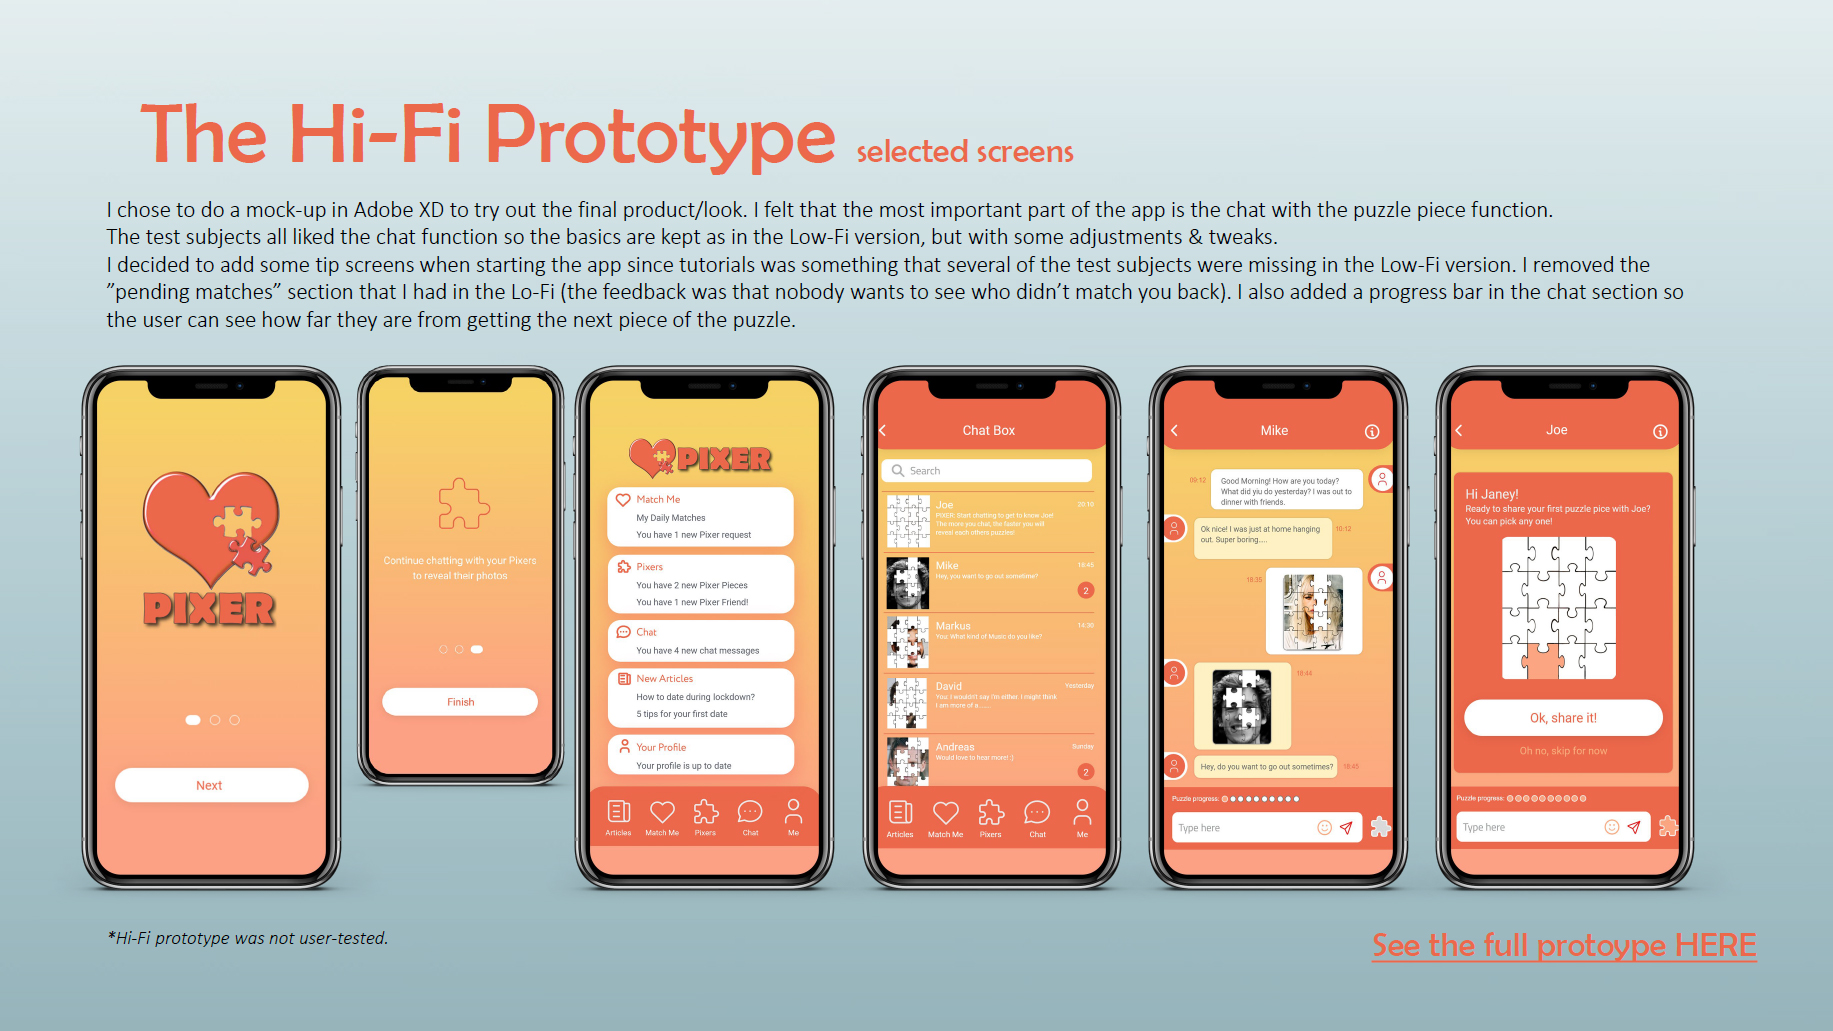 The Hi-Fi Prototype selected screens
I chose to do a mock-up in Adobe XD to try out the final product/look. I felt that the most important part of the app is the chat with the puzzle piece function.
The test subjects all liked the chat function so the basics are kept as in the Low-Fi version, but with some adjustments & tweaks.
I decided to add some tip screens when starting the app since tutorials was something that several of the test subjects were missing in the Low-Fi version. I removed the
"pending matches" section that I had in the Lo-Fi (the feedback was that nobody wants to see who didn't match you back). I also added a progress bar in the chat section so
the user can see how far they are from getting the next piece of the puzzle.
PIXER
Next
Continue chatting with your Pixers
to reveal their photos
Finish
PIXER
Match Me
My Daily Matches
You have 1 new Pixer request
Pixers
You have 2 new Pixer Pieces
You have 1 new Pixer Friend!
Chat
You have 4 new chat messages
New Articles
How to date during lockdown?
5 tips for your first date
Your Profile
Your profile is up to date
Articles Match Me Pixers Chat Me
Chat Box
Search
Joe 20:10
PIXER: Start chatting to get to know Joe!
The more you chat, the faster you will
reveal each others puzzles!
Mike 18:45
Hey, you want to go out sometime?
2
Markus 14:30
You: What kind of Music do you like?
David Yesterday
You: I wouldn't say I'm either. I might think
I am more of a......
Andreas Sunday
Would love to hear more! :)
2
Articles Match Me Pixers Chat Me
Mike
09:12
Good Morning! How are you today?
What did yiu do yesterday? I was out to
dinner with friends.
Ok nice! I was just at home hanging
out. Super boring....
10:12
18:35
18:44
Hey, do you want to go out sometimes?
18:45
Puzzle progress:
Type here
Joe
Hi Janey!
Ready to share your first puzzle pice with Joe?
You can pick any one!
Ok, share it!
Oh no, skip for now
Puzzle progress:
Type here
*Hi-Fi prototype was not user-tested.
See the full protoype HERE